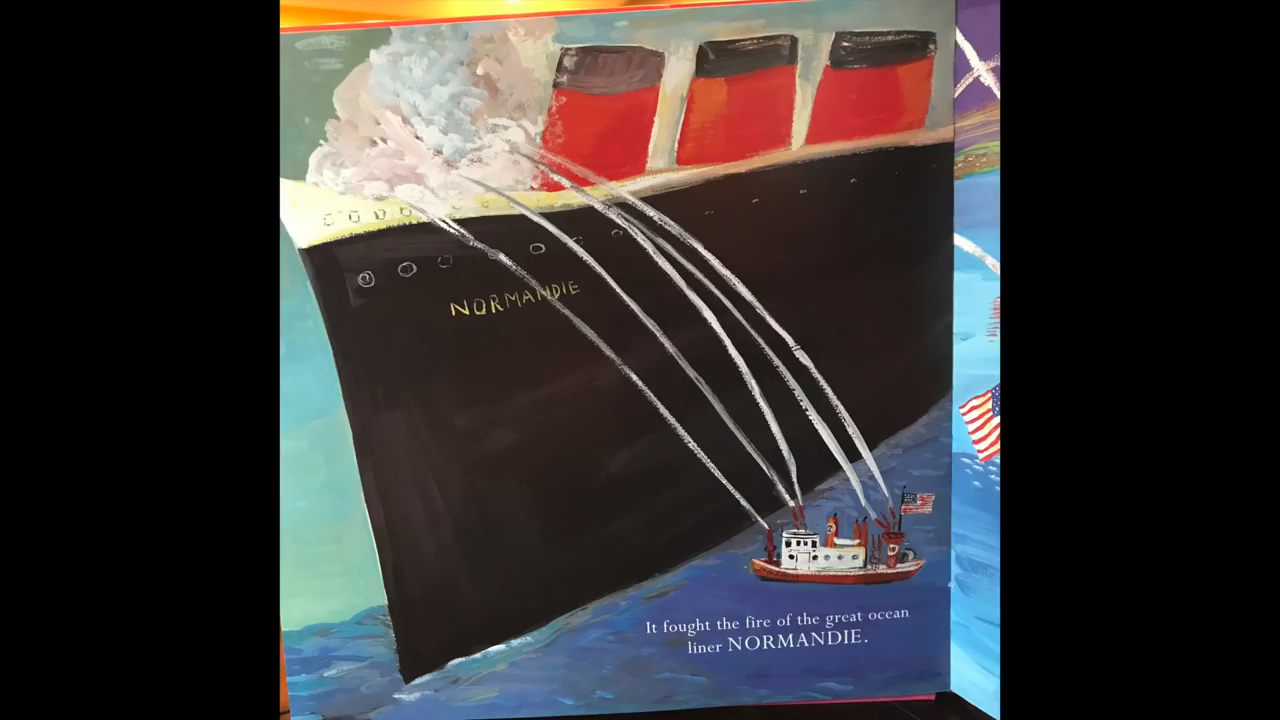 NORMANDIE
It fought the fire of the great ocean
liner NORMANDIE.